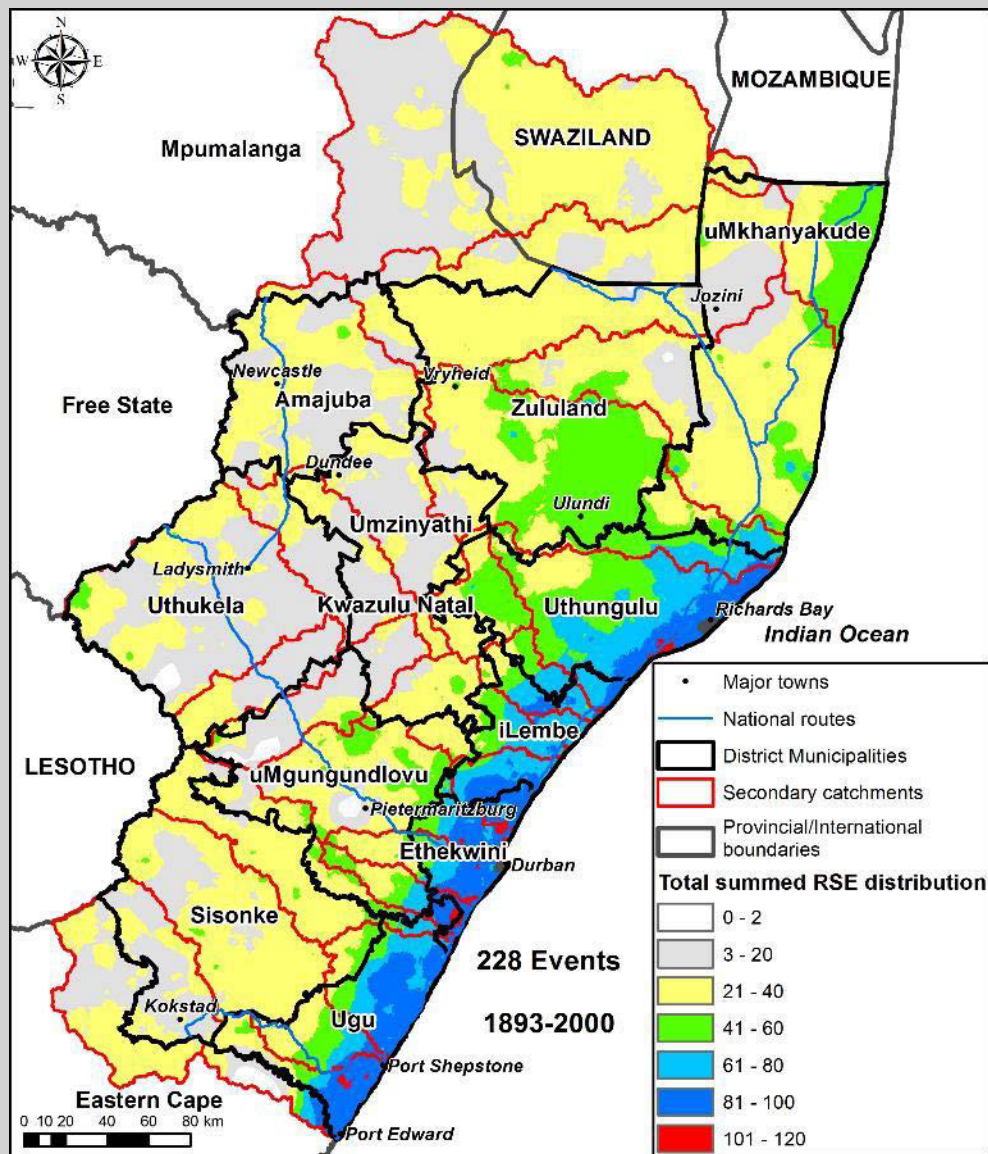 N
W
E
S
MOZAMBIQUE
SWAZILAND
Mpumalanga
uMkhanyakude
Jozini
Newcastle
Vryheid
Free State
Amajuba
Zululand
Dundee
Ulundi
Umzinyathi
Ladysmith
Uthukela
Kwazulu Natal
Uthungulu
Richards Bay
Indian Ocean
iLembe
LESOTHO
uMgungundlovu
Pietermaritzburg
Ethekwini
Durban
Sisonke
228 Events
Kokstad
Ugu
1893-2000
Port Shepstone
Eastern Cape
0 10 20 40 60 80 km
Port Edward
Major towns
National routes
District Municipalities
Secondary catchments
Provincial/International
boundaries
Total summed RSE distribution
0 - 2
3 - 20
21 - 40
41 - 60
61 - 80
81 - 100
101 - 120